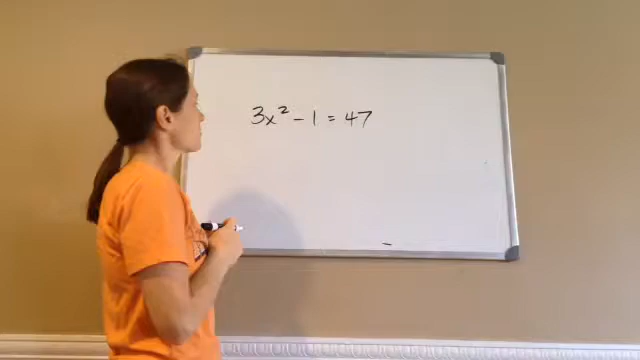 3x² - 1 = 47